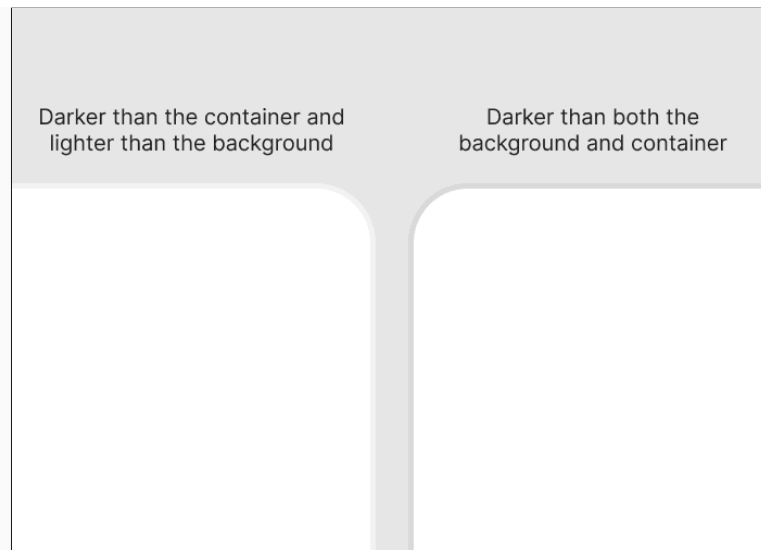 Darker than the container and
lighter than the background
Darker than both the
background and container